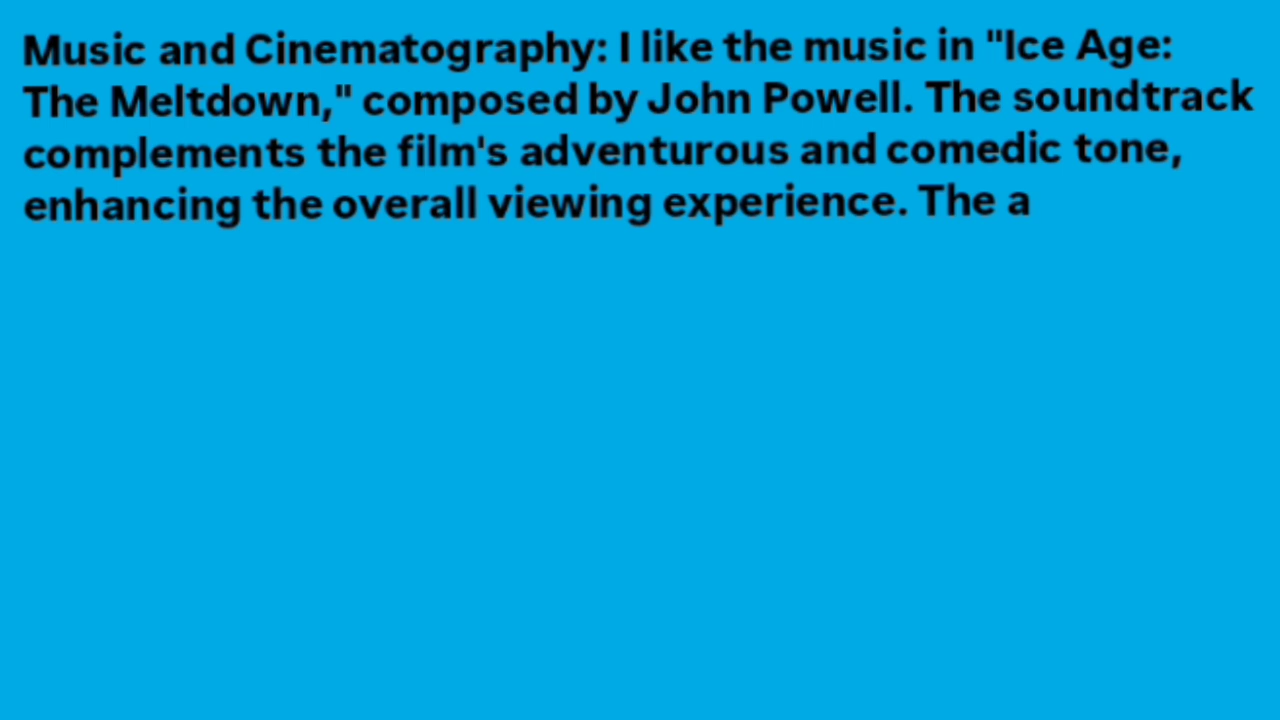 Music and Cinematography: I like the music in "Ice Age:
The Meltdown," composed by John Powell. The soundtrack
complements the film's adventurous and comedic tone,
enhancing the overall viewing experience. The a